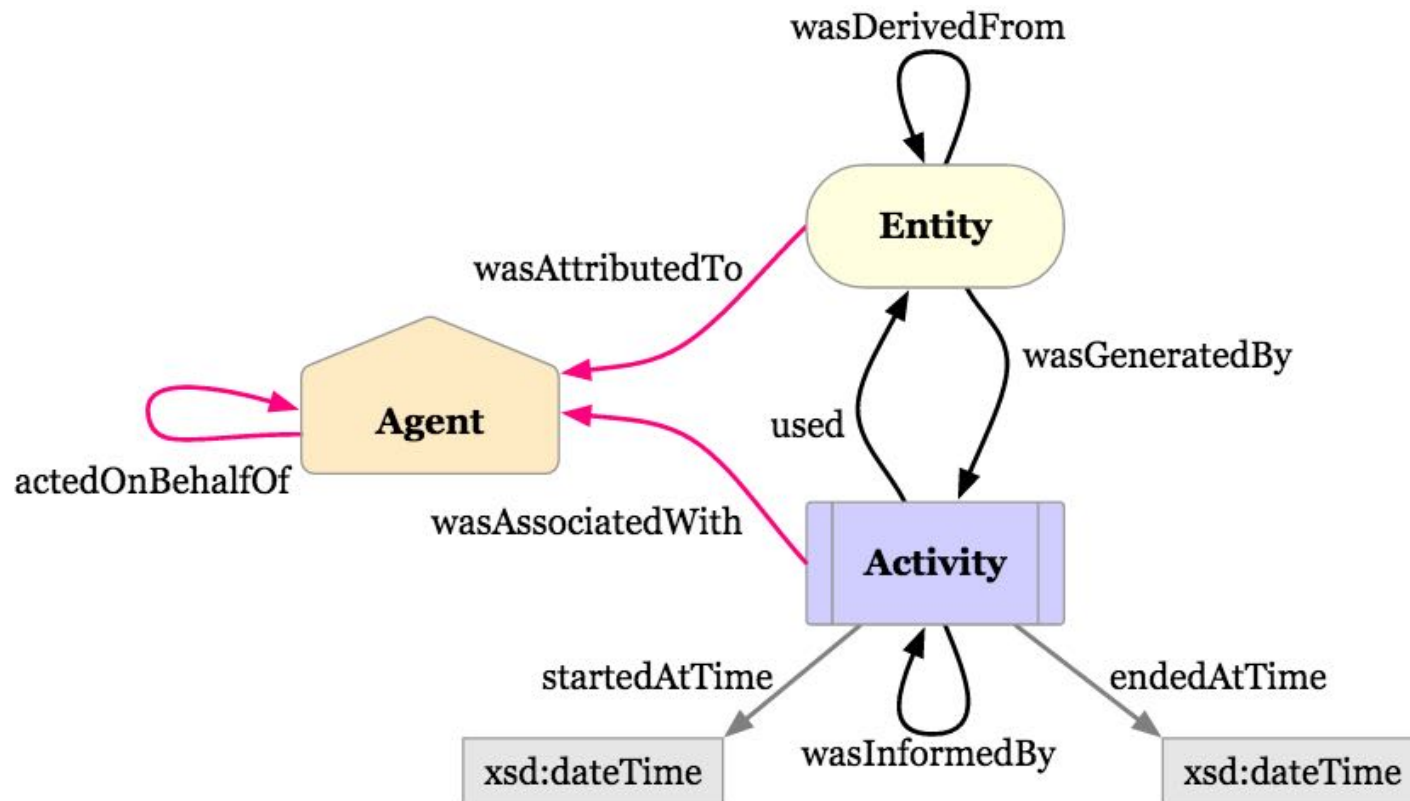 wasDerivedFrom
Entity
wasAttributedTo
wasGeneratedBy
Agent
used
actedOnBehalfOf
wasAssociatedWith
Activity
startedAtTime
endedAtTime
wasInformedBy
xsd:dateTime
xsd:dateTime